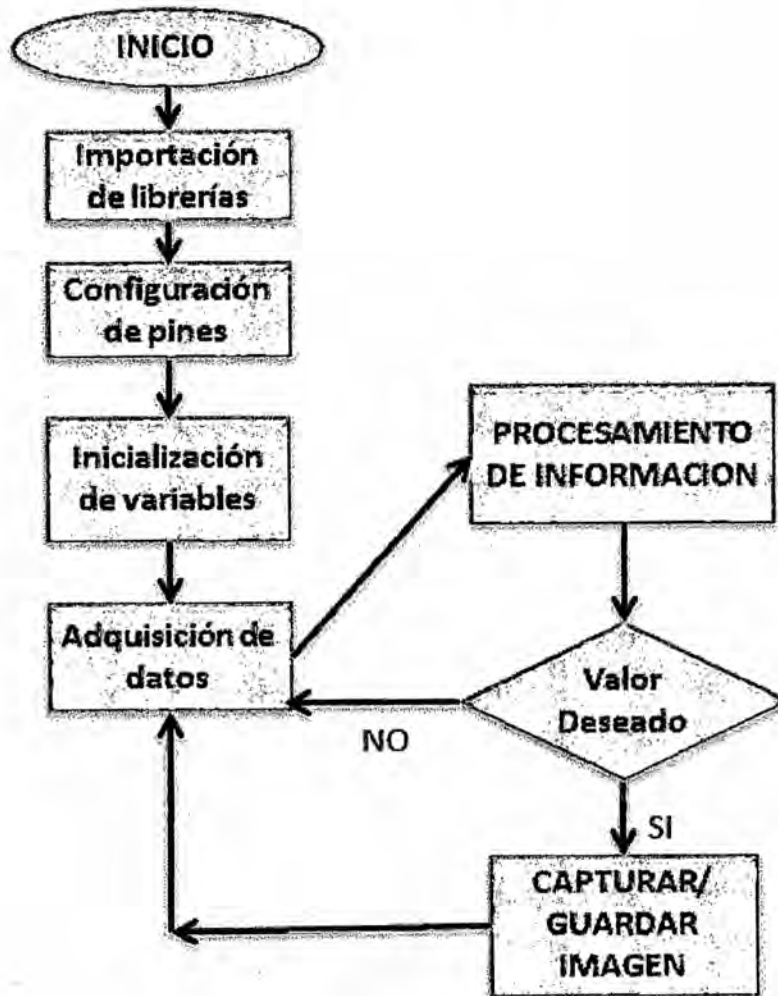 INICIO
Importación
de librerías
Configuración
de pines
Inicialización
de variables
Adquisición de
datos
PROCESAMIENTO
DE INFORMACION
Valor
Deseado
NO
SI
CAPTURAR/
GUARDAR
IMAGEN